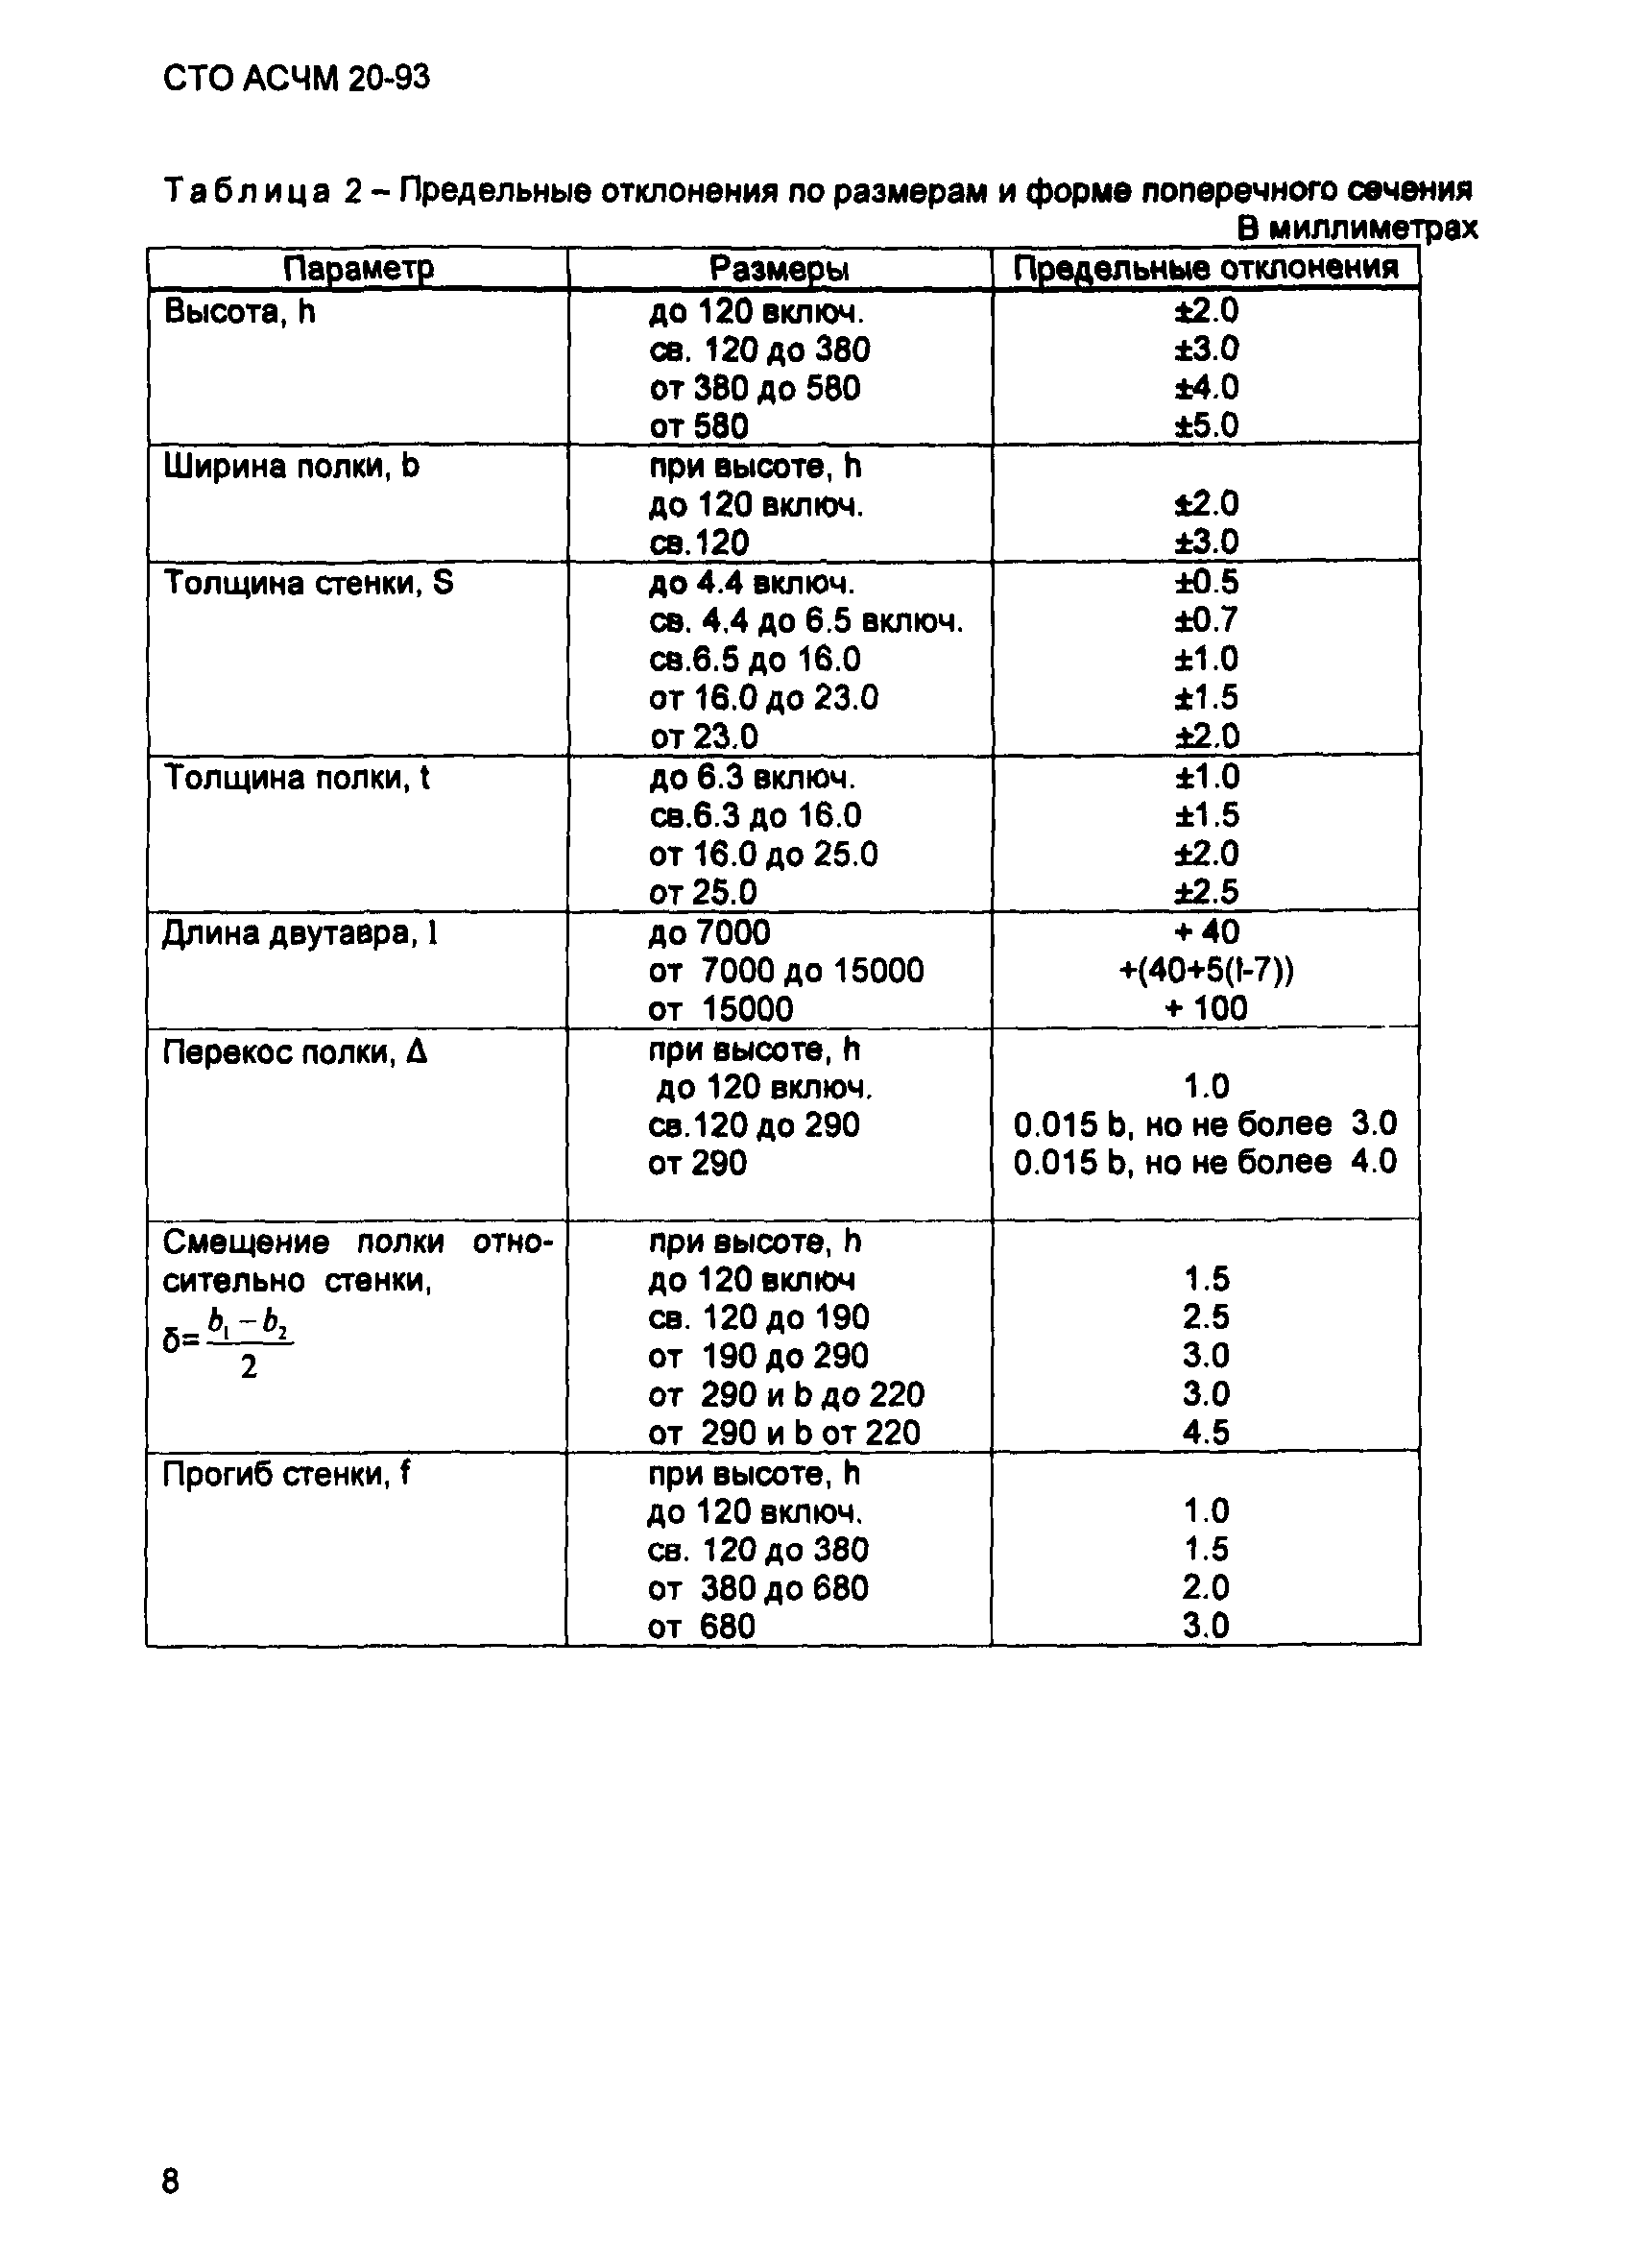 СТО АСЧМ 20-93
Таблица 2 – Предельные отклонения по размерам и форме поперечного сечения
В миллиметрах
Параметр Размеры Предельные отклонения
Высота, h до 120 включ. ±2.0
св. 120 до 380 ±3.0
от 380 до 580 ±4.0
от 580 ±5.0
Ширина полки, b при высоте, h
до 120 включ. ±2.0
св.120 ±3.0
Толщина стенки, S до 4.4 включ. ±0.5
св. 4.4 до 6.5 включ. ±0.7
св.6.5 до 16.0 ±1.0
от 16.0 до 23.0 ±1.5
от 23.0 ±2.0
Толщина полки, t до 6.3 включ. ±1.0
св.6.3 до 16.0 ±1.5
от 16.0 до 25.0 ±2.0
от 25.0 ±2.5
Длина двутавра, l до 7000 + 40
от 7000 до 15000 +(40+5(l-7))
от 15000 + 100
Перекос полки, Δ при высоте, h
до 120 включ. 1.0
св.120 до 290 0.015 b, но не более 3.0
от 290 0.015 b, но не более 4.0
Смещение полки отно- при высоте, h
сительно стенки, до 120 включ 1.5
δ= b₁ – b₂ / 2 св. 120 до 190 2.5
от 190 до 290 3.0
от 290 и b до 220 3.0
от 290 и b от 220 4.5
Прогиб стенки, f при высоте, h
до 120 включ. 1.0
св. 120 до 380 1.5
от 380 до 680 2.0
от 680 3.0
8